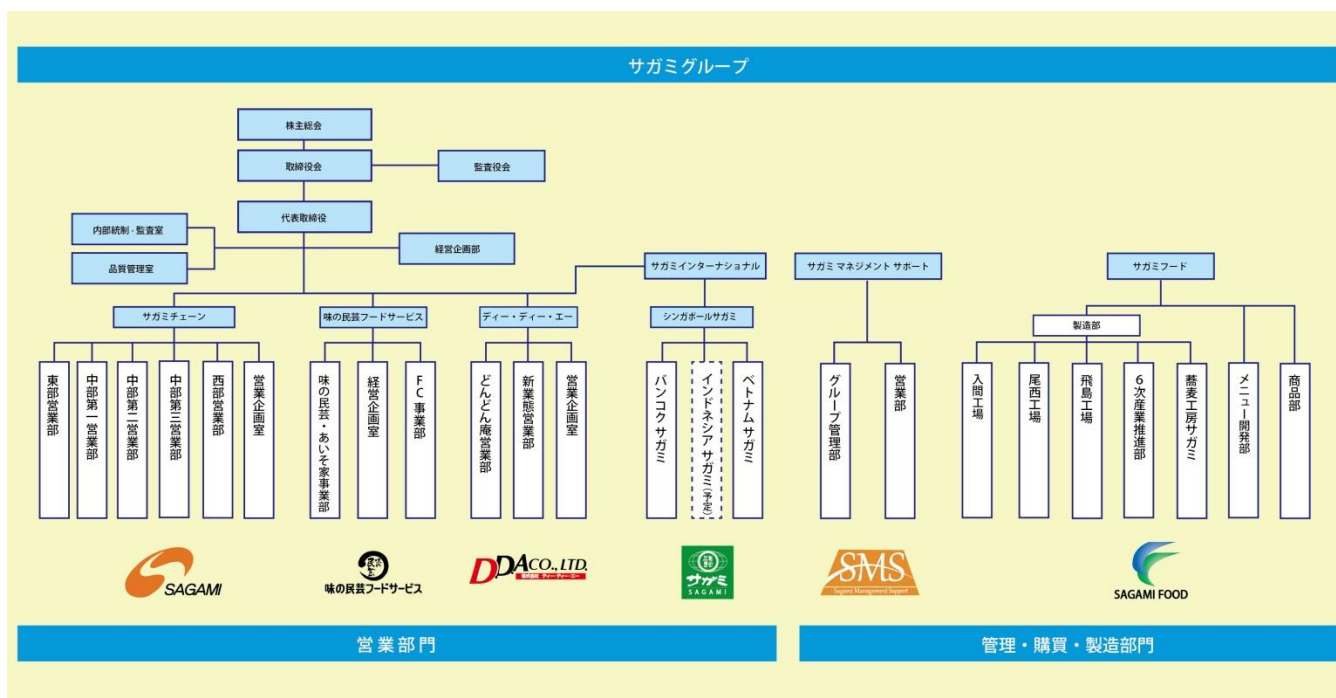 サガミグループ
株主総会
取締役会
監査役会
代表取締役
内部統制・監査室
経営企画部
品質管理室
サガミインターナショナル
サガミ マネジメント サポート
サガミフード
サガミチェーン
味の民芸フードサービス
ディー・ディー・エー
シンガポールサガミ
製造部
東部営業部
中部第一営業部
中部第二営業部
中部第三営業部
西部営業部
営業企画室
味の民芸・あいそ家事業部
経営企画室
FC事業部
どんどん庵営業部
新業態営業部
営業企画室
バンコクサガミ
インドネシアサガミ(予定)
ベトナムサガミ
グループ管理部
営業部
入間工場
尾西工場
飛島工場
6次産業推進部
蕎麦工房サガミ
メニュー開発部
商品部
SAGAMI
味の民芸フードサービス
DDACO.,LTD.
株式会社 ディー・ディー・エー
サガミ
SAGAMI
SMS
Sagami Management Support
SAGAMI FOOD
営業部門
管理・購買・製造部門